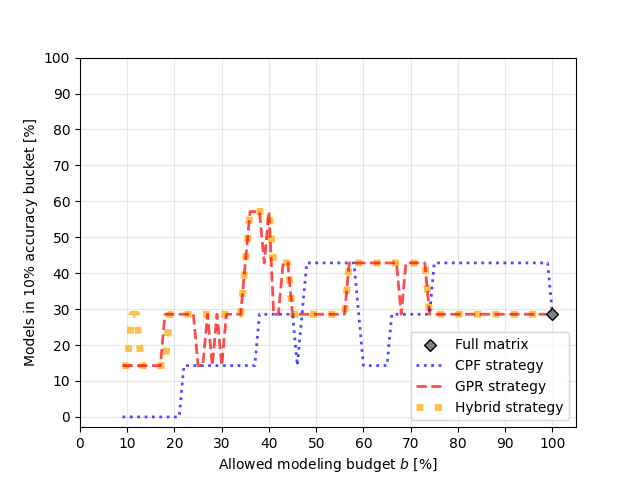 Models in 10% accuracy bucket [%]
100
90
80
70
60
50
40
30
20
10
0
0 10 20 30 40 50 60 70 80 90 100
Allowed modeling budget b [%]
Full matrix
CPF strategy
GPR strategy
Hybrid strategy